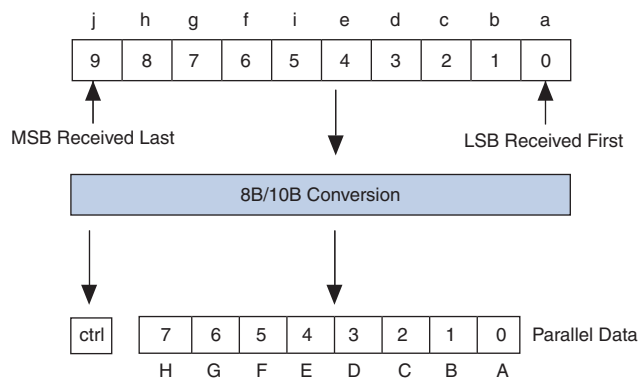 j h g f i e d c b a
9 8 7 6 5 4 3 2 1 0
MSB Received Last LSB Received First
8B/10B Conversion
ctrl 7 6 5 4 3 2 1 0 Parallel Data
H G F E D C B A